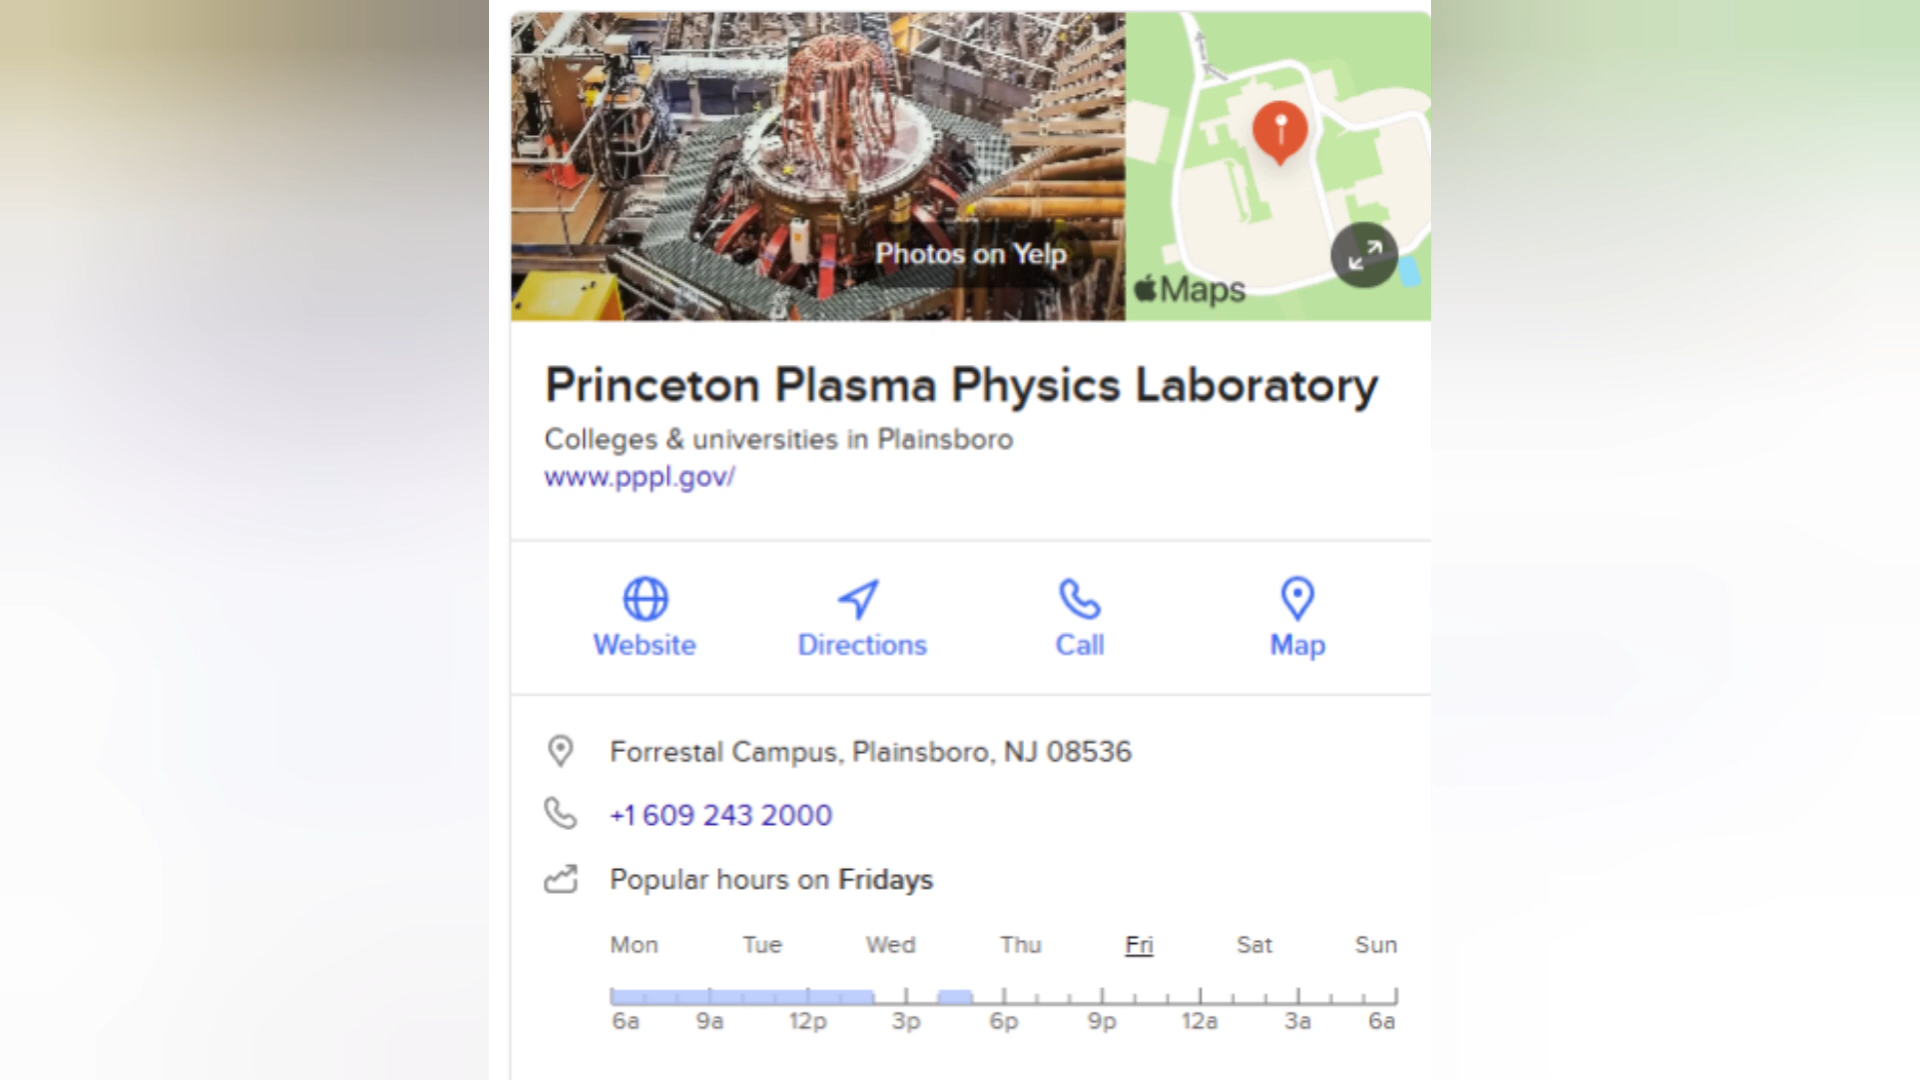 Photos on Yelp
Maps
Princeton Plasma Physics Laboratory
Colleges & universities in Plainsboro
www.pppl.gov/
Website Directions Call Map
Forrestal Campus, Plainsboro, NJ 08536
+1 609 243 2000
Popular hours on Fridays
Mon Tue Wed Thu Fri Sat Sun
6a 9a 12p 3p 6p 9p 12a 3a 6a